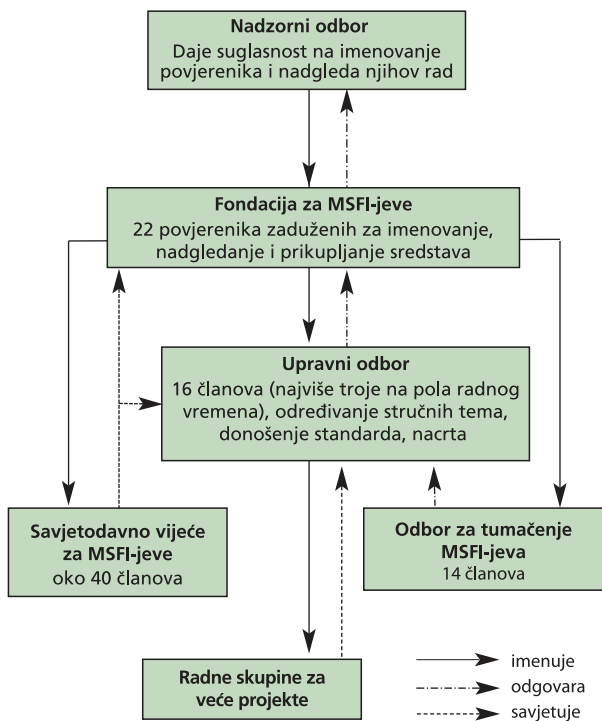 Nadzorni odbor
Daje suglasnost na imenovanje
povjerenika i nadgleda njihov rad
Fondacija za MSFI-jeve
22 povjerenika zaduženih za imenovanje,
nadgledanje i prikupljanje sredstava
Upravni odbor
16 članova (najviše troje na pola radnog
vremena), određivanje stručnih tema,
donošenje standarda, nacrta
Savjetodavno vijeće
za MSFI-jeve
oko 40 članova
Odbor za tumačenje
MSFI-jeva
14 članova
Radne skupine za
veće projekte
imenuje
odgovara
savjetuje